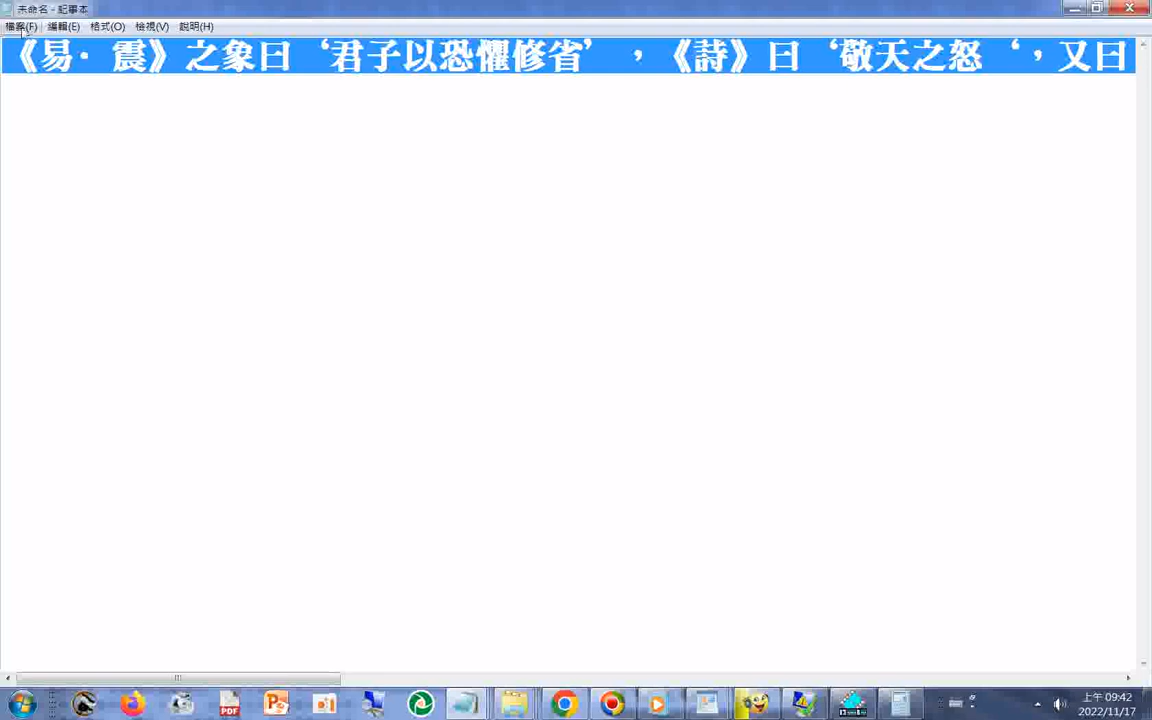 未命名 - 記事本
檔案(F) 編輯(E) 格式(O) 檢視(V) 說明(H)
《易· 震》之象曰‘君子以恐懼修省’，《詩》曰‘敬天之怒‘，又曰
PDF
上午 09:42
2022/11/17